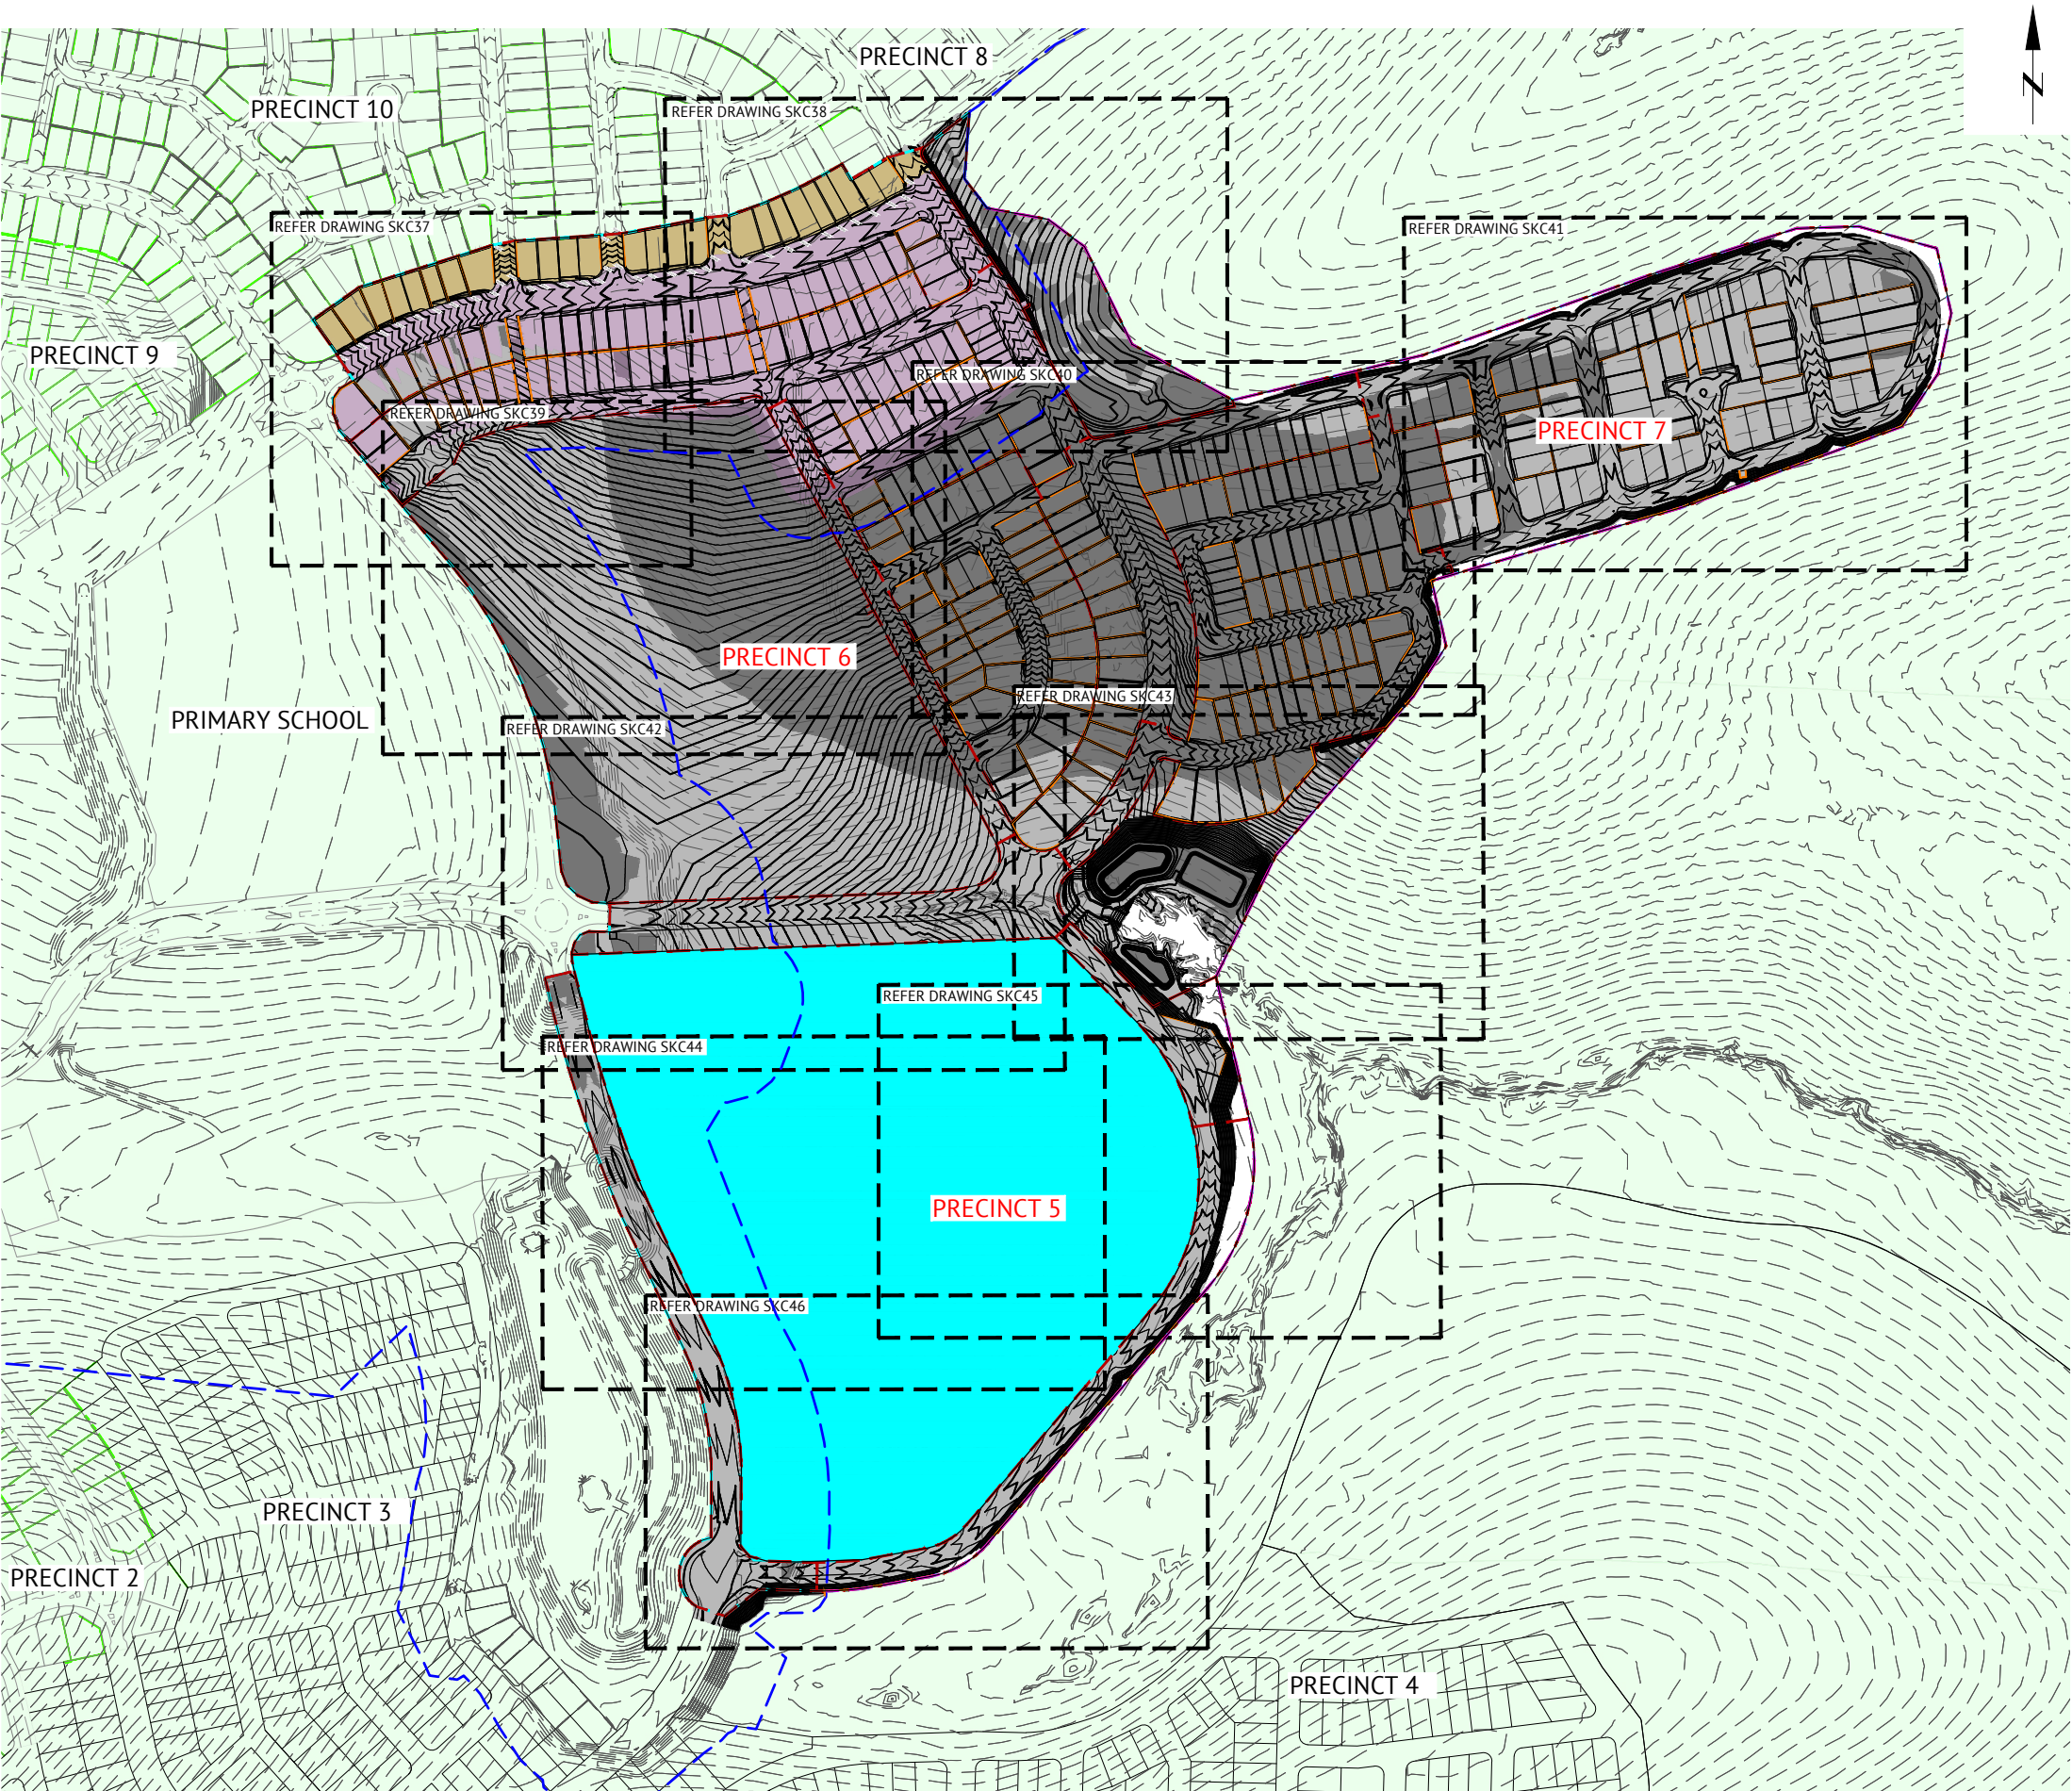 PRECINCT 8
N
PRECINCT 10
REFER DRAWING SKC38
REFER DRAWING SKC37
REFER DRAWING SKC41
PRECINCT 9
REFER DRAWING SKC40
REFER DRAWING SKC39
PRECINCT 7
PRECINCT 6
REFER DRAWING SKC43
PRIMARY SCHOOL
REFER DRAWING SKC42
REFER DRAWING SKC45
REFER DRAWING SKC44
PRECINCT 5
REFER DRAWING SKC46
PRECINCT 3
PRECINCT 2
PRECINCT 4